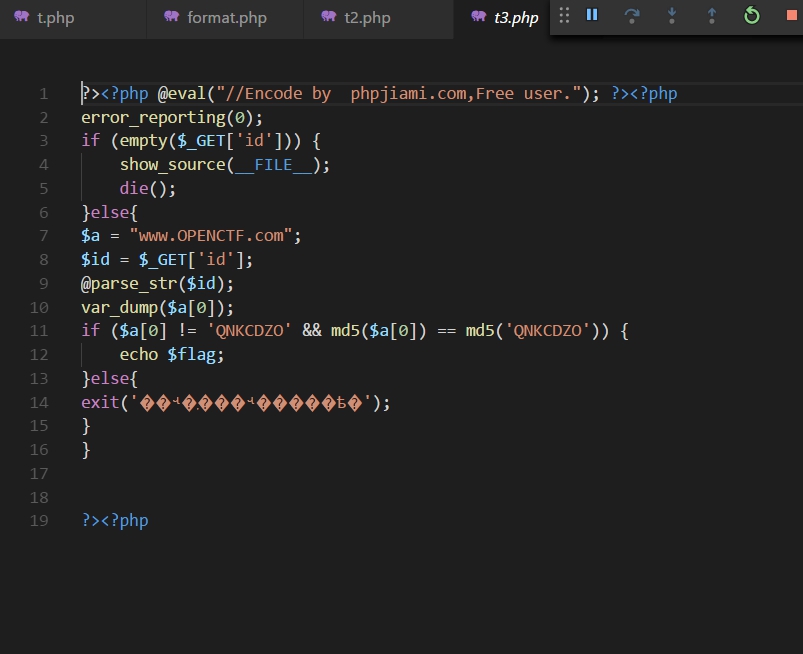 t.php format.php t2.php t3.php
1 ?><?php @eval("//Encode by  phpjiami.com,Free user."); ?><?php
2 error_reporting(0);
3 if (empty($_GET['id'])) {
4     show_source(__FILE__);
5     die();
6 }else{
7 $a = "www.OPENCTF.com";
8 $id = $_GET['id'];
9 @parse_str($id);
10 var_dump($a[0]);
11 if ($a[0] != 'QNKCDZO' && md5($a[0]) == md5('QNKCDZO')) {
12     echo $flag;
13 }else{
14 exit('');
15 }
16 }
17
18
19 ?><?php